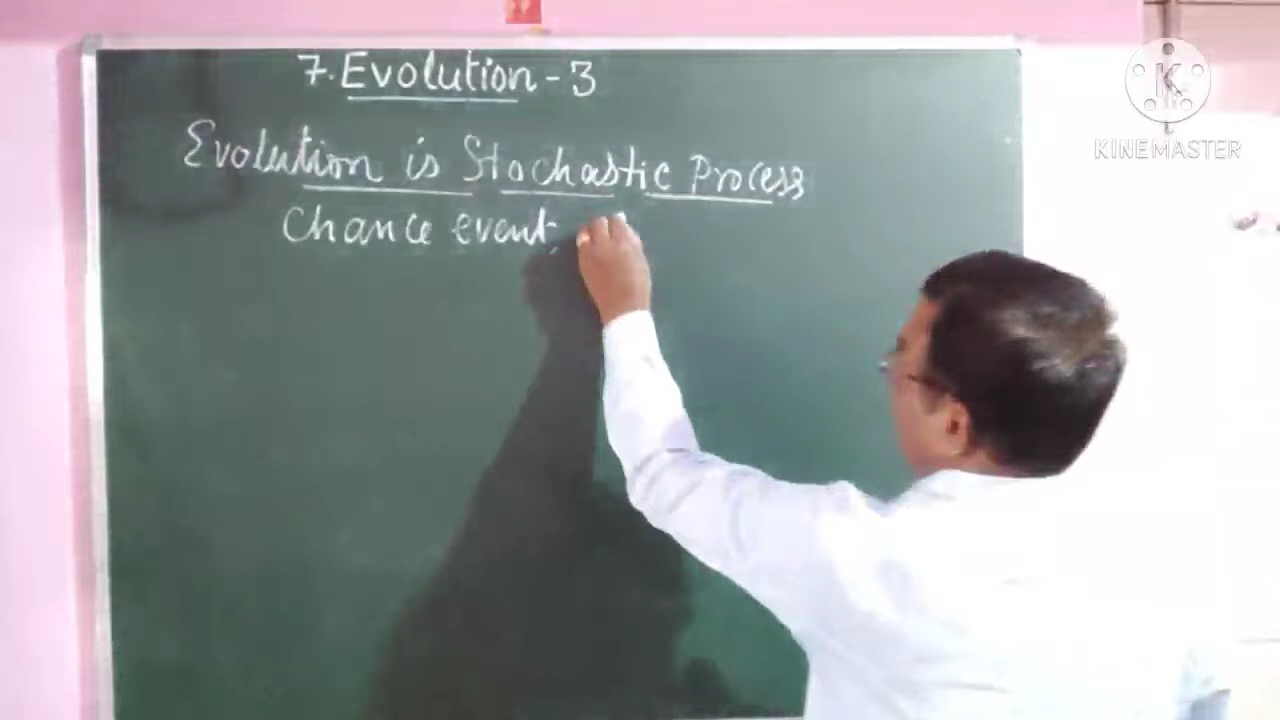 7. Evolution - 3
Evolution is Stochastic Process
Chance event
K
KINEMASTER